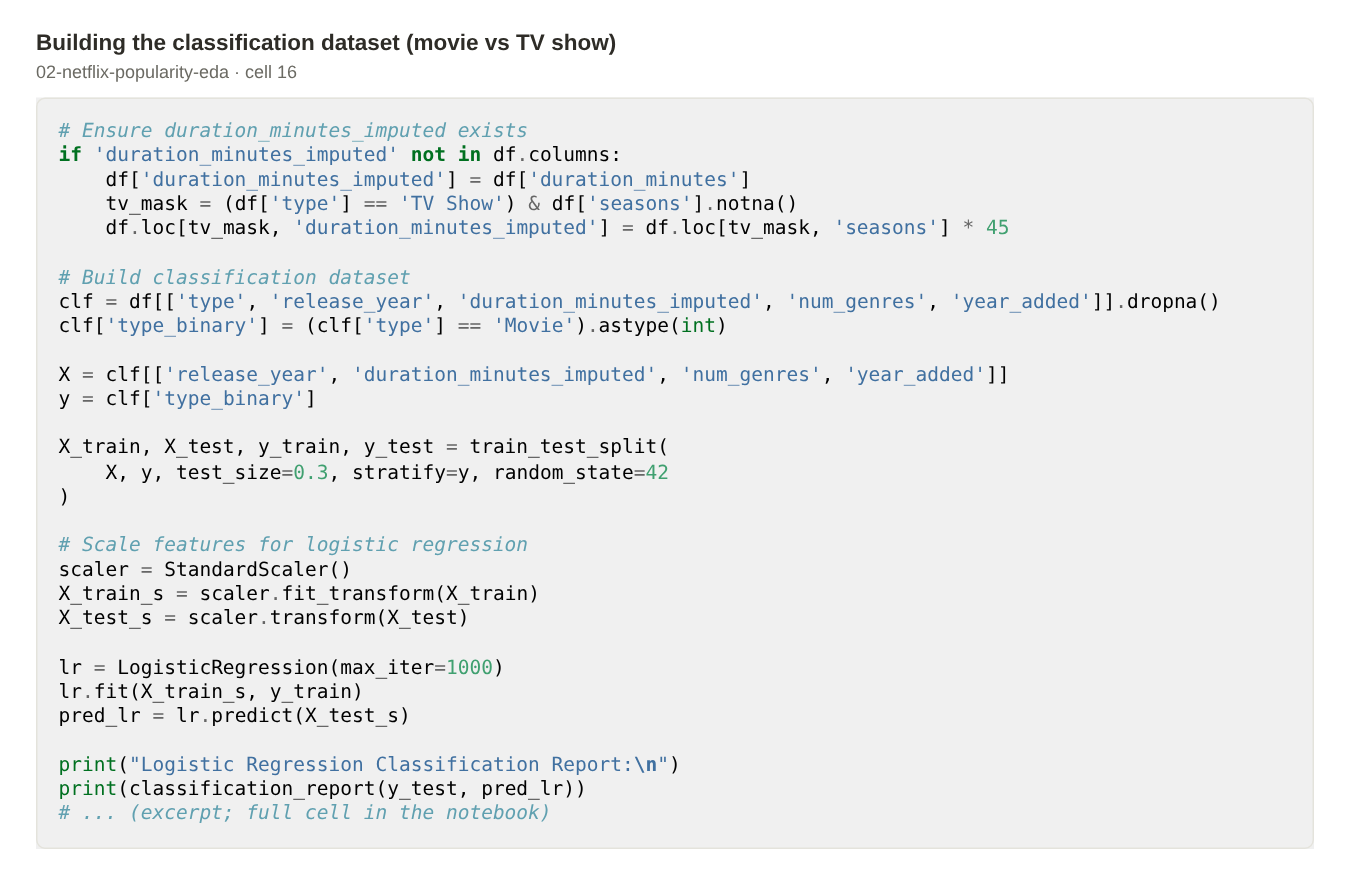 Building the classification dataset (movie vs TV show)
02-netflix-popularity-eda · cell 16
# Ensure duration_minutes_imputed exists
if 'duration_minutes_imputed' not in df.columns:
    df['duration_minutes_imputed'] = df['duration_minutes']
    tv_mask = (df['type'] == 'TV Show') & df['seasons'].notna()
    df.loc[tv_mask, 'duration_minutes_imputed'] = df.loc[tv_mask, 'seasons'] * 45
# Build classification dataset
clf = df[['type', 'release_year', 'duration_minutes_imputed', 'num_genres', 'year_added']].dropna()
clf['type_binary'] = (clf['type'] == 'Movie').astype(int)
X = clf[['release_year', 'duration_minutes_imputed', 'num_genres', 'year_added']]
y = clf['type_binary']
X_train, X_test, y_train, y_test = train_test_split(
    X, y, test_size=0.3, stratify=y, random_state=42
)
# Scale features for logistic regression
scaler = StandardScaler()
X_train_s = scaler.fit_transform(X_train)
X_test_s = scaler.transform(X_test)
lr = LogisticRegression(max_iter=1000)
lr.fit(X_train_s, y_train)
pred_lr = lr.predict(X_test_s)
print("Logistic Regression Classification Report:\n")
print(classification_report(y_test, pred_lr))
# ... (excerpt; full cell in the notebook)